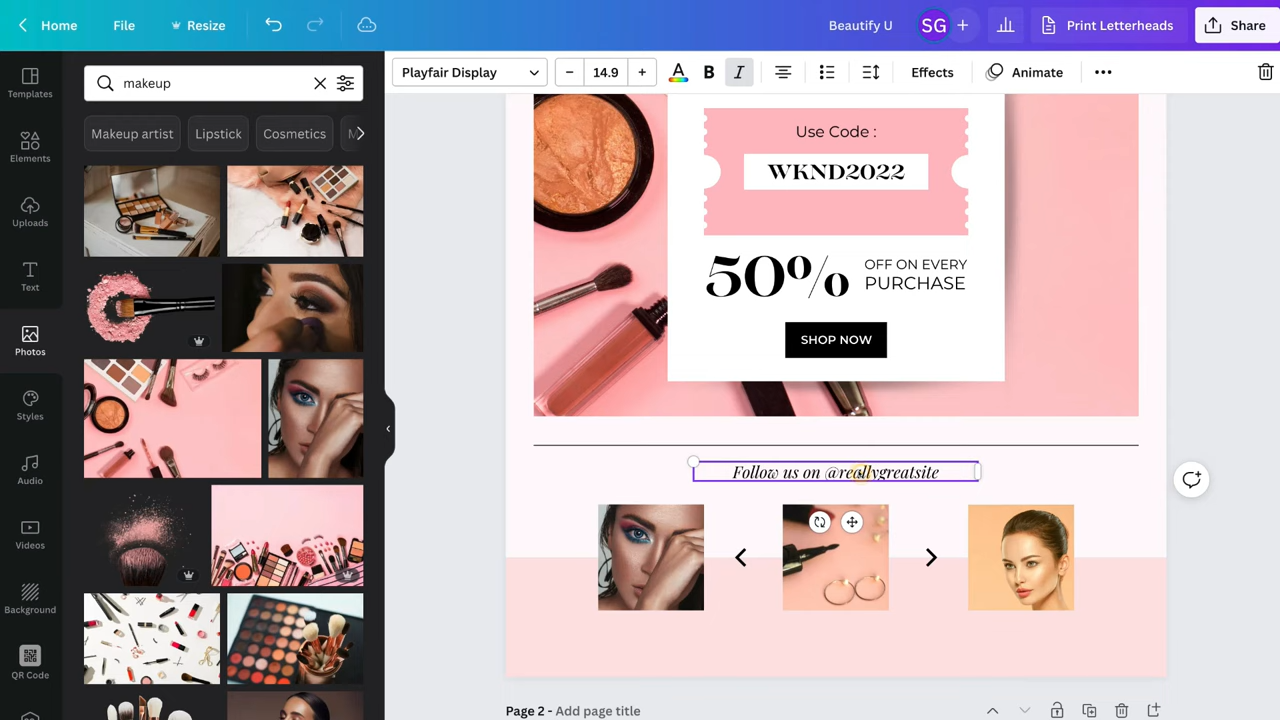 Home
File
Resize
Beautify U
SG
+
Print Letterheads
Share
Templates
Elements
Uploads
Text
Photos
Styles
Audio
Videos
Background
QR Code
makeup
Makeup artist
Lipstick
Cosmetics
Playfair Display
− 14.9 +
A
B
I
Effects
Animate
Use Code :
WKND2022
50%
OFF ON EVERY
PURCHASE
SHOP NOW
Follow us on @reallygreatsite
Page 2 - Add page title